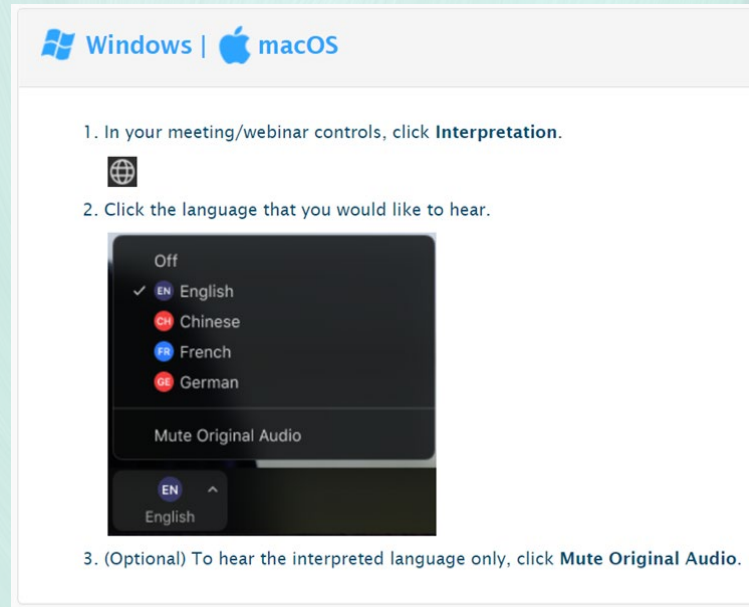 Windows | macOS
1. In your meeting/webinar controls, click Interpretation.
2. Click the language that you would like to hear.
Off
EN English
CH Chinese
FR French
GE German
Mute Original Audio
EN
English
3. (Optional) To hear the interpreted language only, click Mute Original Audio.